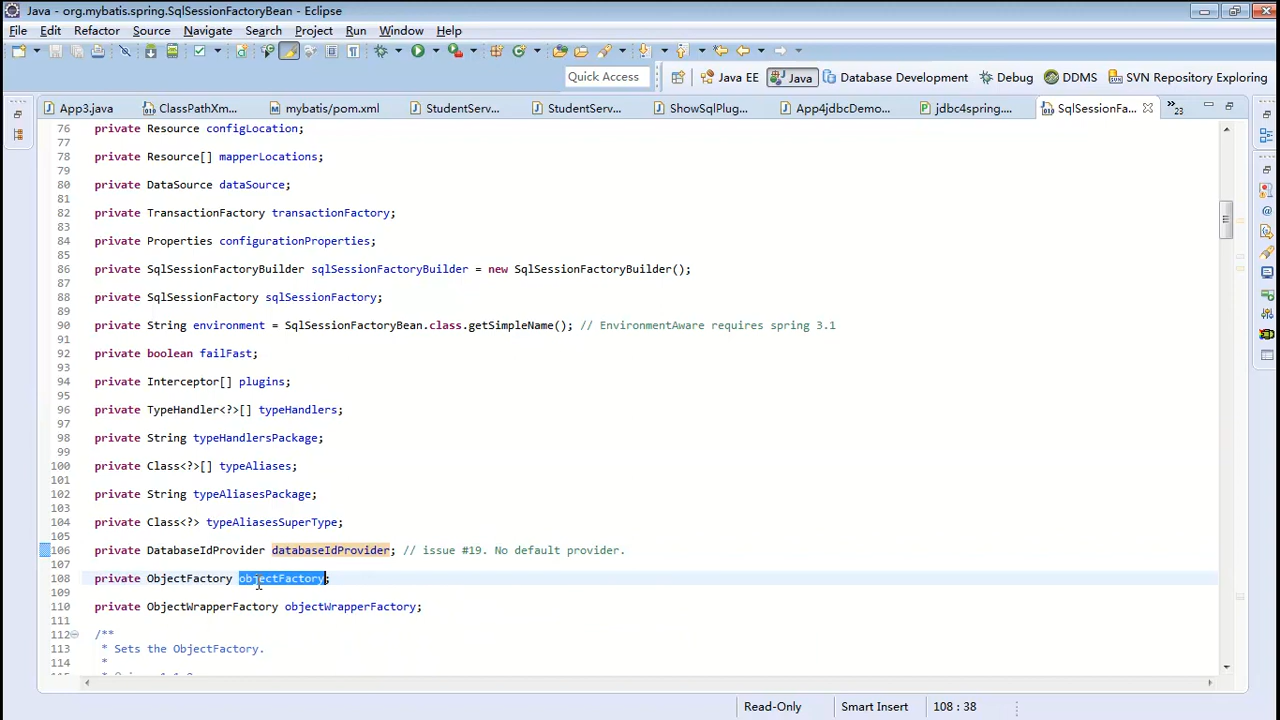 Java - org.mybatis.spring.SqlSessionFactoryBean - Eclipse
File Edit Refactor Source Navigate Search Project Run Window Help
Quick Access Java EE Java Database Development Debug DDMS SVN Repository Exploring
App3.java ClassPathXm... mybatis/pom.xml StudentServ... StudentServ... ShowSqlPlug... App4jdbcDemo... jdbc4spring.... SqlSessionFa... »23
76 private Resource configLocation;
77
78 private Resource[] mapperLocations;
79
80 private DataSource dataSource;
81
82 private TransactionFactory transactionFactory;
83
84 private Properties configurationProperties;
85
86 private SqlSessionFactoryBuilder sqlSessionFactoryBuilder = new SqlSessionFactoryBuilder();
87
88 private SqlSessionFactory sqlSessionFactory;
89
90 private String environment = SqlSessionFactoryBean.class.getSimpleName(); // EnvironmentAware requires spring 3.1
91
92 private boolean failFast;
93
94 private Interceptor[] plugins;
95
96 private TypeHandler<?>[] typeHandlers;
97
98 private String typeHandlersPackage;
99
100 private Class<?>[] typeAliases;
101
102 private String typeAliasesPackage;
103
104 private Class<?> typeAliasesSuperType;
105
106 private DatabaseIdProvider databaseIdProvider; // issue #19. No default provider.
107
108 private ObjectFactory objectFactory;
109
110 private ObjectWrapperFactory objectWrapperFactory;
111
112 /**
113 * Sets the ObjectFactory.
114 *
Read-Only Smart Insert 108 : 38